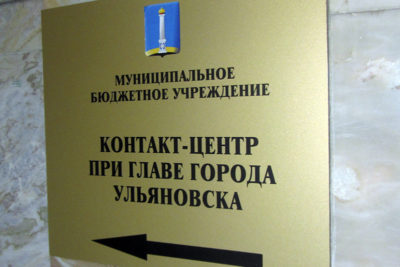 МУНИЦИПАЛЬНОЕ
БЮДЖЕТНОЕ УЧРЕЖДЕНИЕ
КОНТАКТ-ЦЕНТР
ПРИ ГЛАВЕ ГОРОДА
УЛЬЯНОВСКА